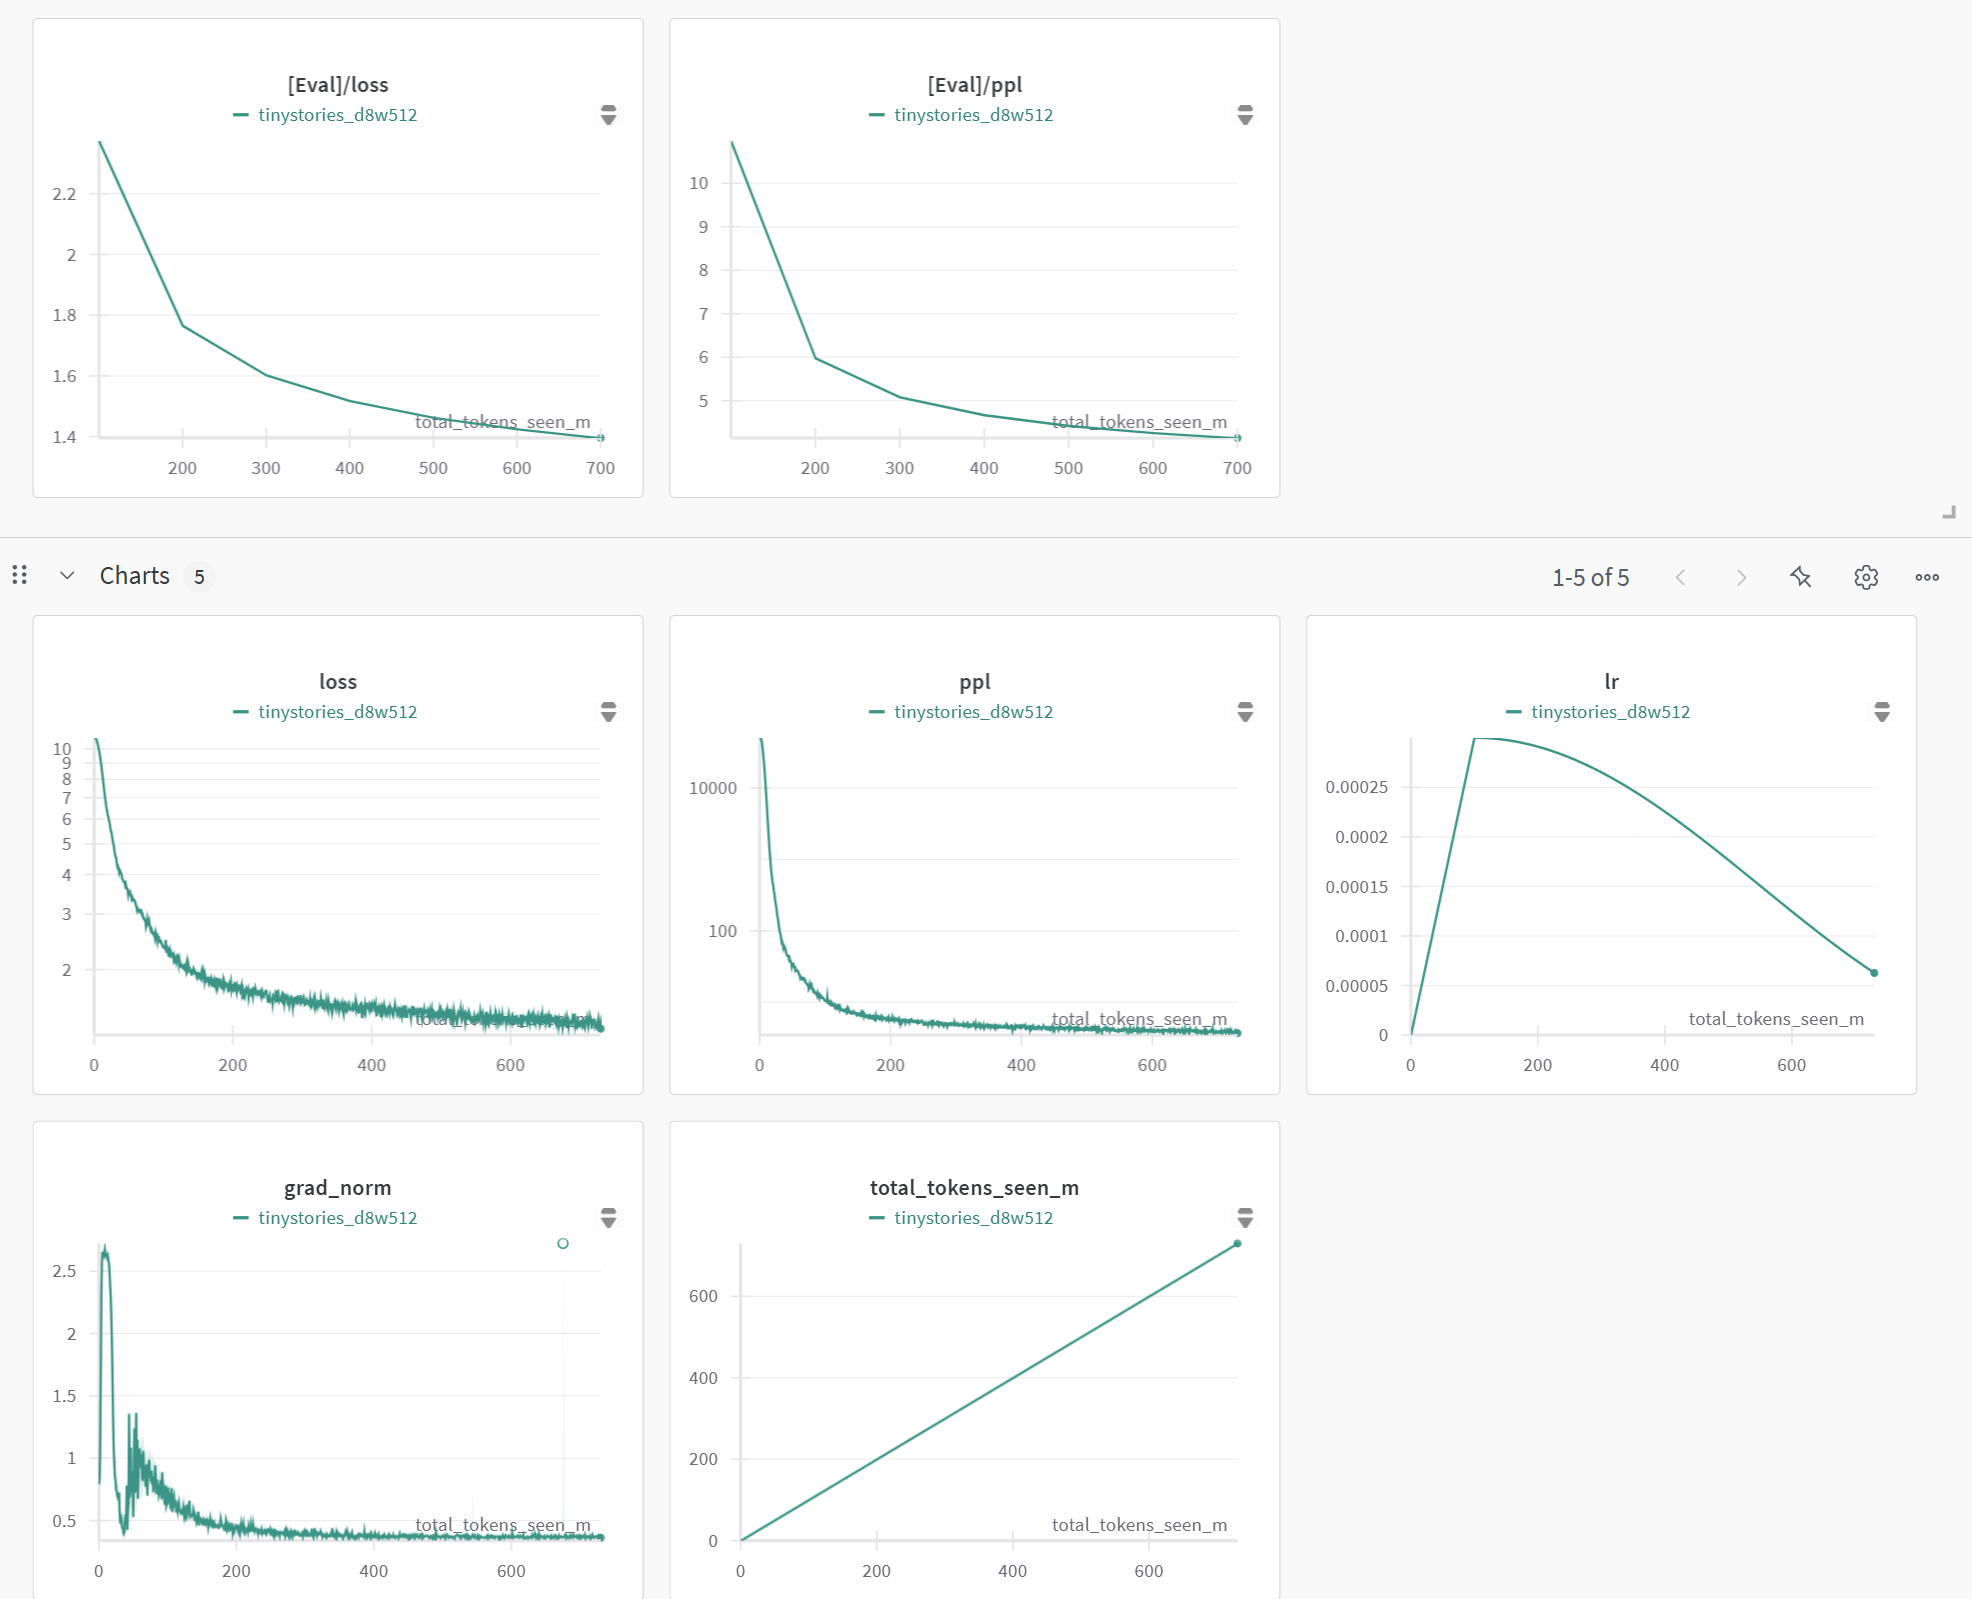 [Eval]/loss
tinystories_d8w512
2.2
2
1.8
1.6
1.4
total_tokens_seen_m
200 300 400 500 600 700
[Eval]/ppl
tinystories_d8w512
10
9
8
7
6
5
total_tokens_seen_m
200 300 400 500 600 700
Charts 5
1-5 of 5
loss
tinystories_d8w512
10
9
8
7
6
5
4
3
2
total_tokens_seen_m
0 200 400 600
ppl
tinystories_d8w512
10000
100
total_tokens_seen_m
0 200 400 600
lr
tinystories_d8w512
0.00025
0.0002
0.00015
0.0001
0.00005
0
total_tokens_seen_m
0 200 400 600
grad_norm
tinystories_d8w512
2.5
2
1.5
1
0.5
total_tokens_seen_m
0 200 400 600
total_tokens_seen_m
tinystories_d8w512
600
400
200
0
total_tokens_seen_m
0 200 400 600